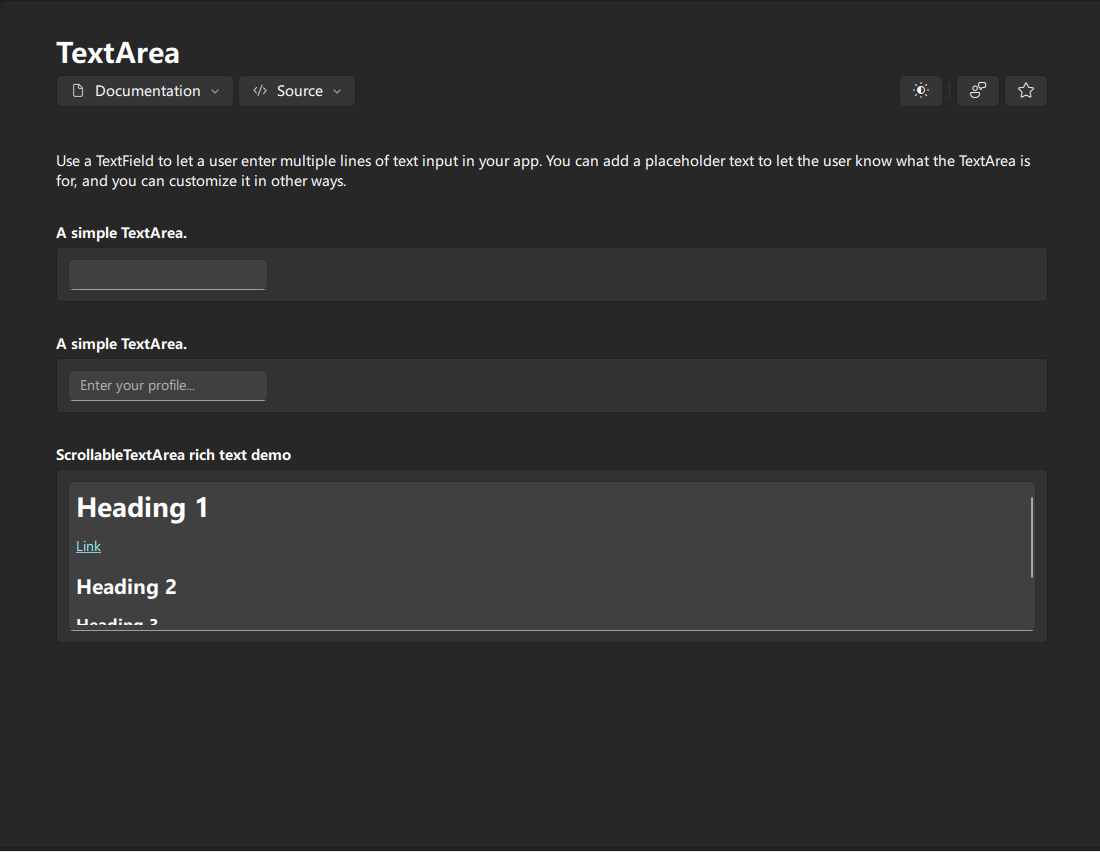 TextArea
Documentation
Source
Use a TextField to let a user enter multiple lines of text input in your app. You can add a placeholder text to let the user know what the TextArea is
for, and you can customize it in other ways.
A simple TextArea.
A simple TextArea.
Enter your profile...
ScrollableTextArea rich text demo
Heading 1
Link
Heading 2
Heading 3